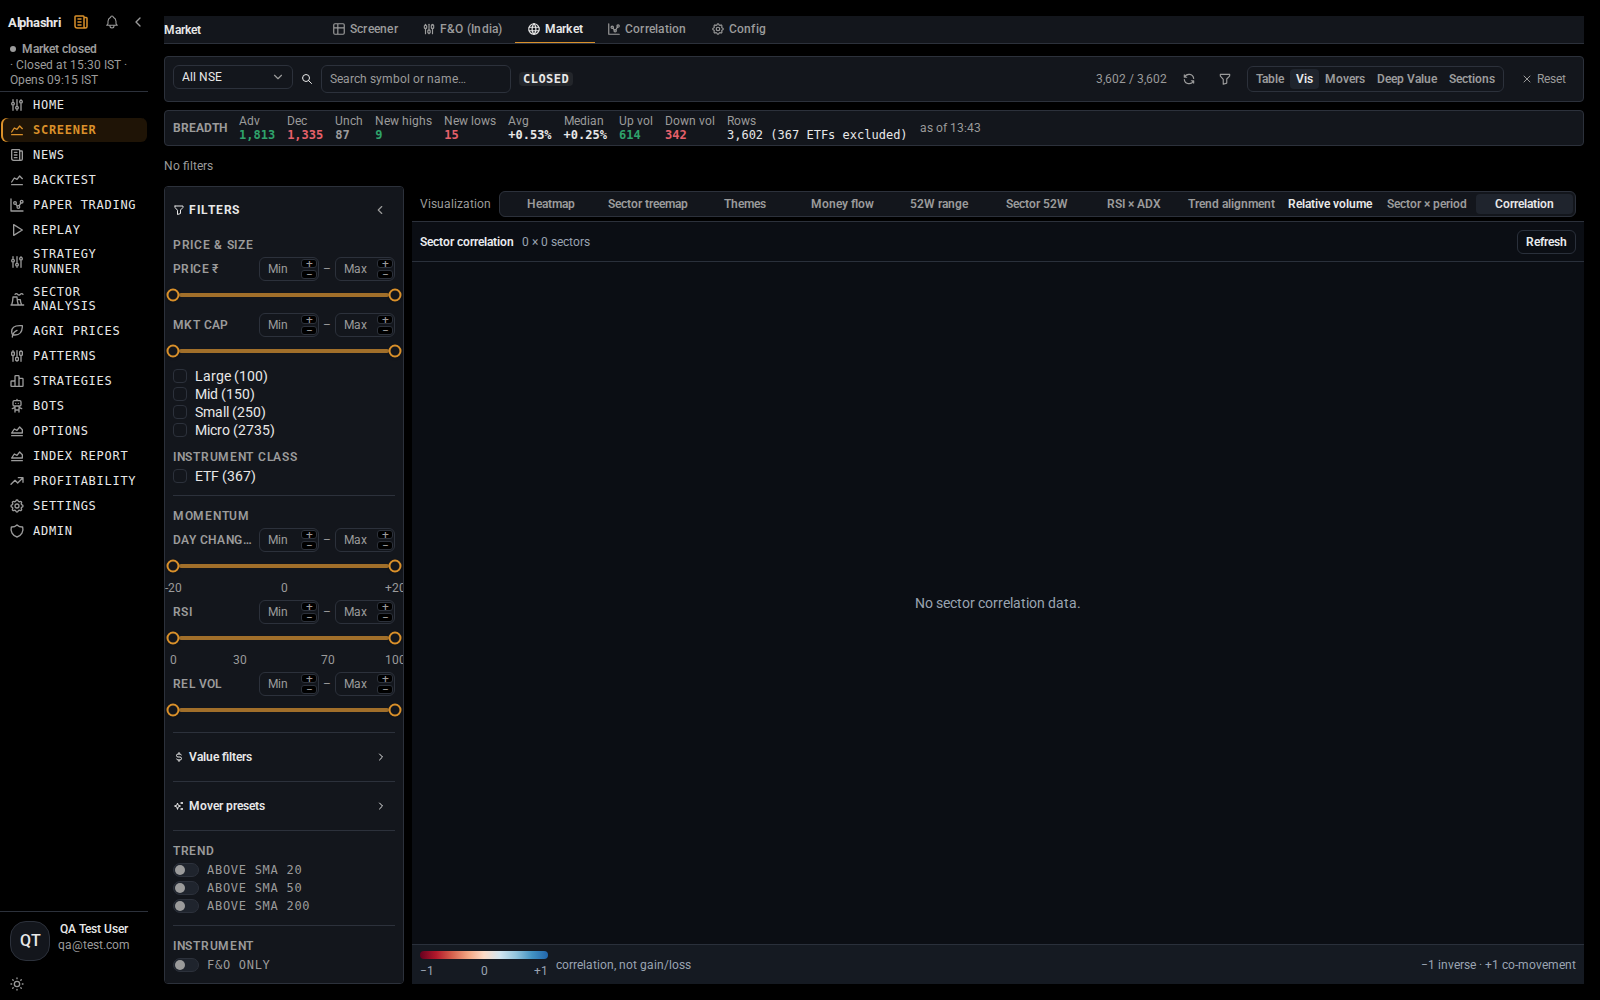 Alphashri
Market closed
· Closed at 15:30 IST ·
Opens 09:15 IST
HOME
SCREENER
NEWS
BACKTEST
PAPER TRADING
REPLAY
STRATEGY
RUNNER
SECTOR
ANALYSIS
AGRI PRICES
PATTERNS
STRATEGIES
BOTS
OPTIONS
INDEX REPORT
PROFITABILITY
SETTINGS
ADMIN
QT
QA Test User
qa@test.com
Market
Screener F&O (India) Market Correlation Config
All NSE Search symbol or name... CLOSED 3,602 / 3,602 Table Vis Movers Deep Value Sections Reset
BREADTH
Adv Dec Unch New highs New lows Avg Median Up vol Down vol Rows
1,813 1,335 87 9 15 +0.53% +0.25% 614 342 3,602 (367 ETFs excluded) as of 13:43
No filters
FILTERS
PRICE & SIZE
PRICE ₹ Min – Max
MKT CAP Min – Max
Large (100)
Mid (150)
Small (250)
Micro (2735)
INSTRUMENT CLASS
ETF (367)
MOMENTUM
DAY CHANG... Min – Max
-20 0 +20
RSI Min – Max
0 30 70 100
REL VOL Min – Max
Value filters
Mover presets
TREND
ABOVE SMA 20
ABOVE SMA 50
ABOVE SMA 200
INSTRUMENT
F&O ONLY
Visualization Heatmap Sector treemap Themes Money flow 52W range Sector 52W RSI × ADX Trend alignment Relative volume Sector × period Correlation
Sector correlation 0 × 0 sectors Refresh
No sector correlation data.
−1 0 +1 correlation, not gain/loss −1 inverse · +1 co-movement